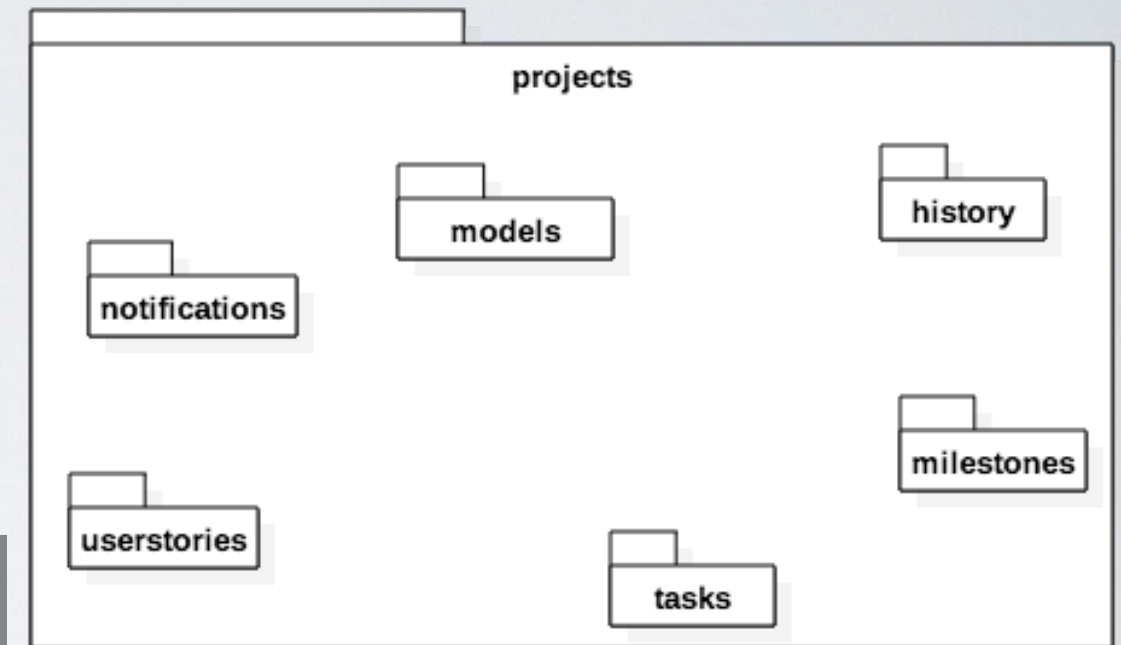 projects
models
history
notifications
milestones
userstories
tasks